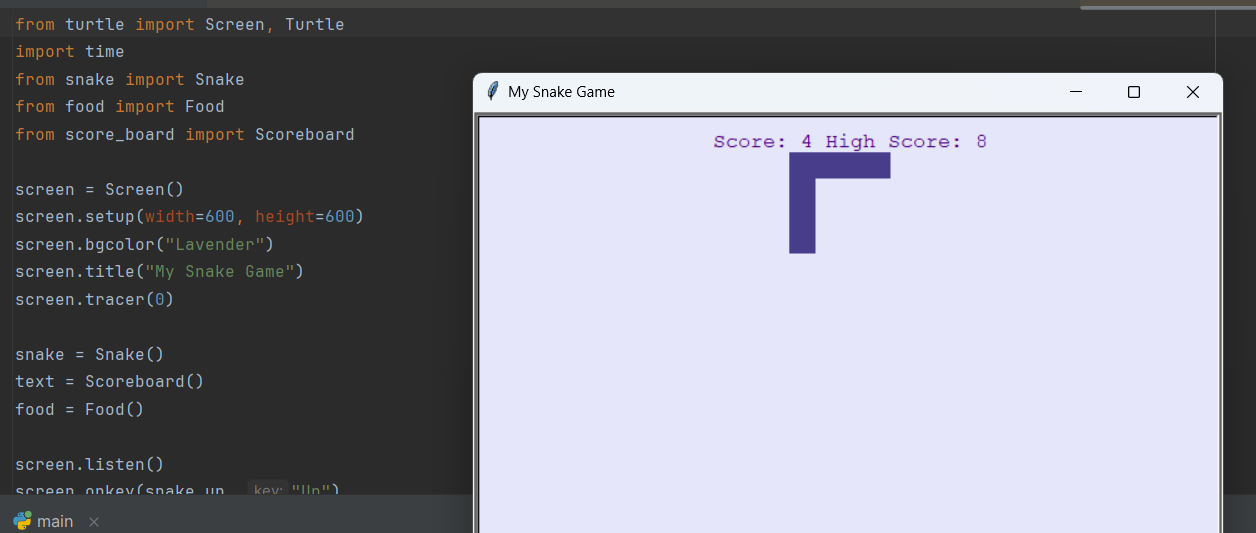 from turtle import Screen, Turtle
import time
from snake import Snake
from food import Food
from score_board import Scoreboard
screen = Screen()
screen.setup(width=600, height=600)
screen.bgcolor("Lavender")
screen.title("My Snake Game")
screen.tracer(0)
snake = Snake()
text = Scoreboard()
food = Food()
screen.listen()
screen.onkey(snake.up, key: "Up")
main
My Snake Game
Score: 4 High Score: 8